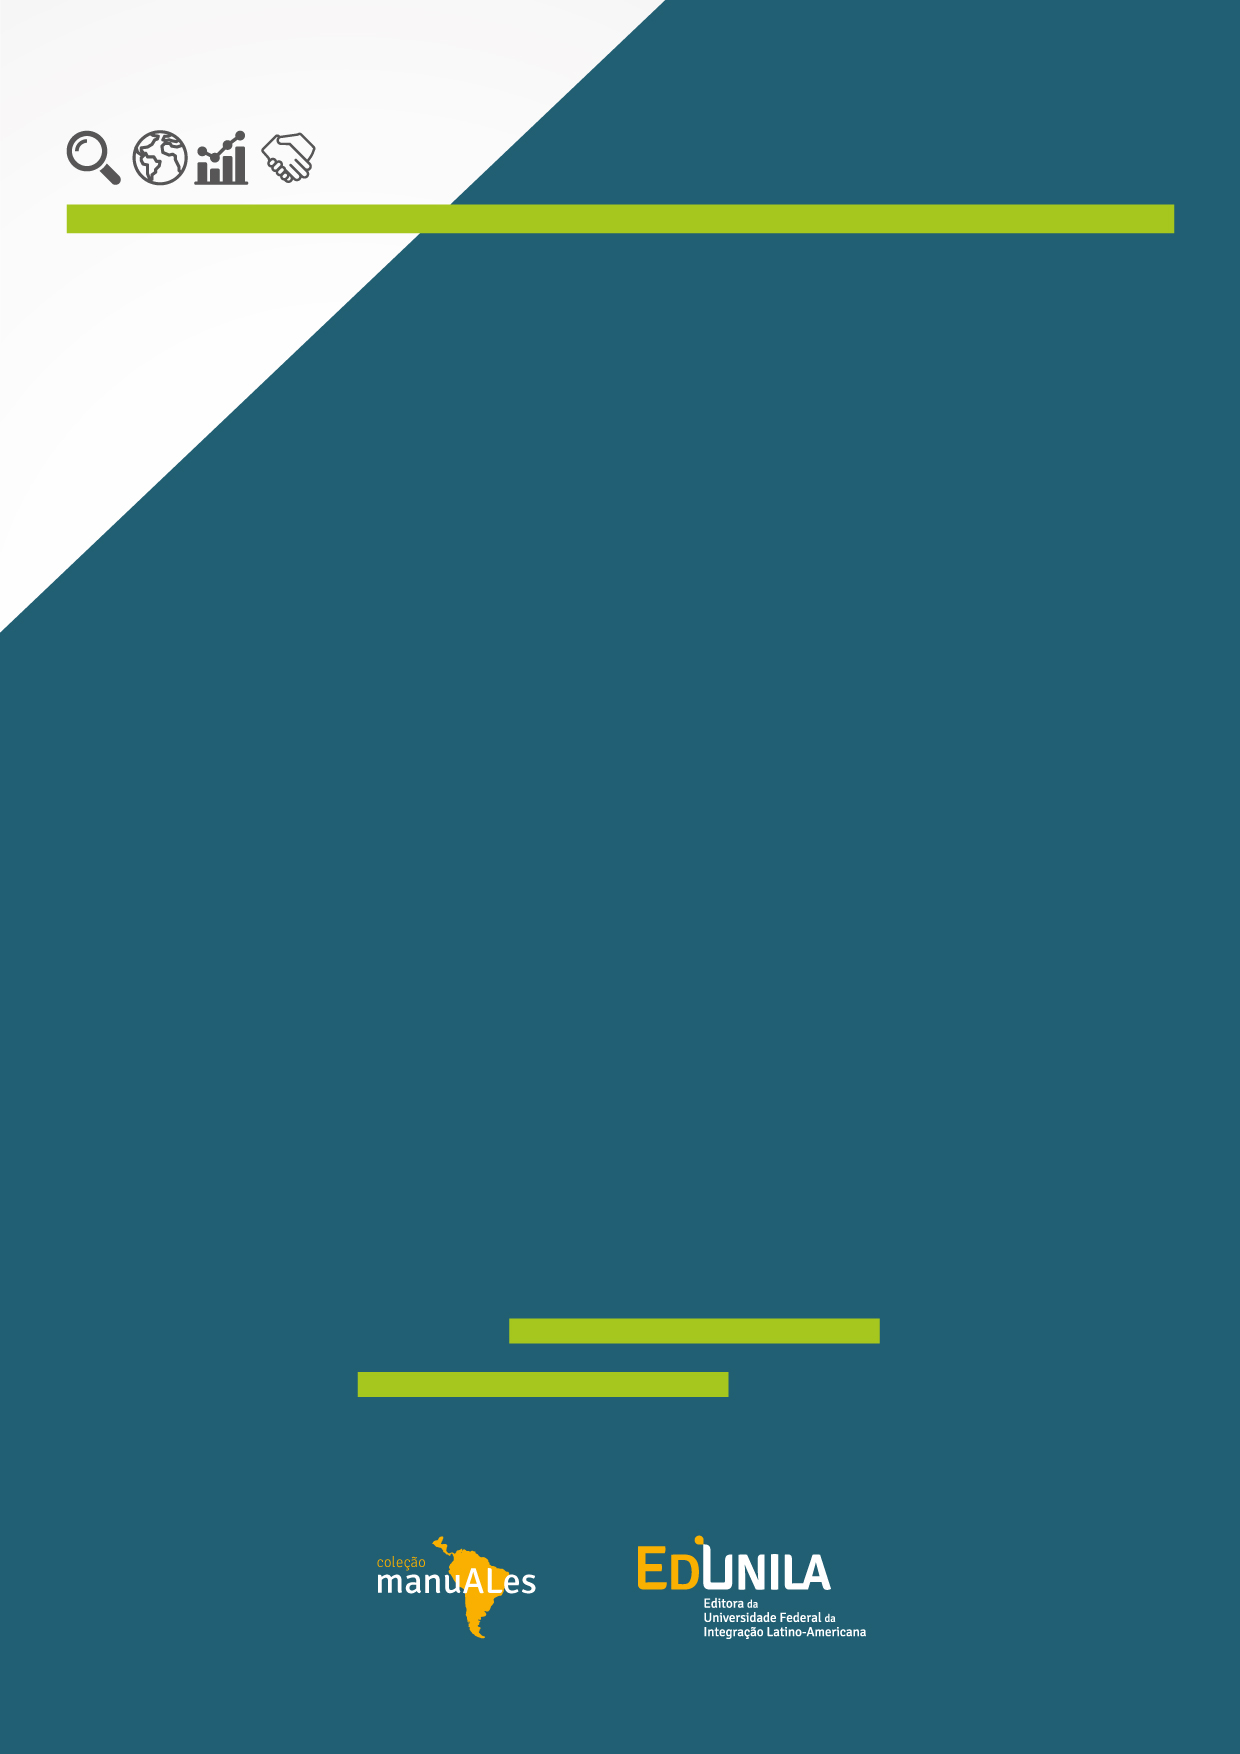 coleção
manuALes
EDUNILA
Editora da
Universidade Federal da
Integração Latino-Americana